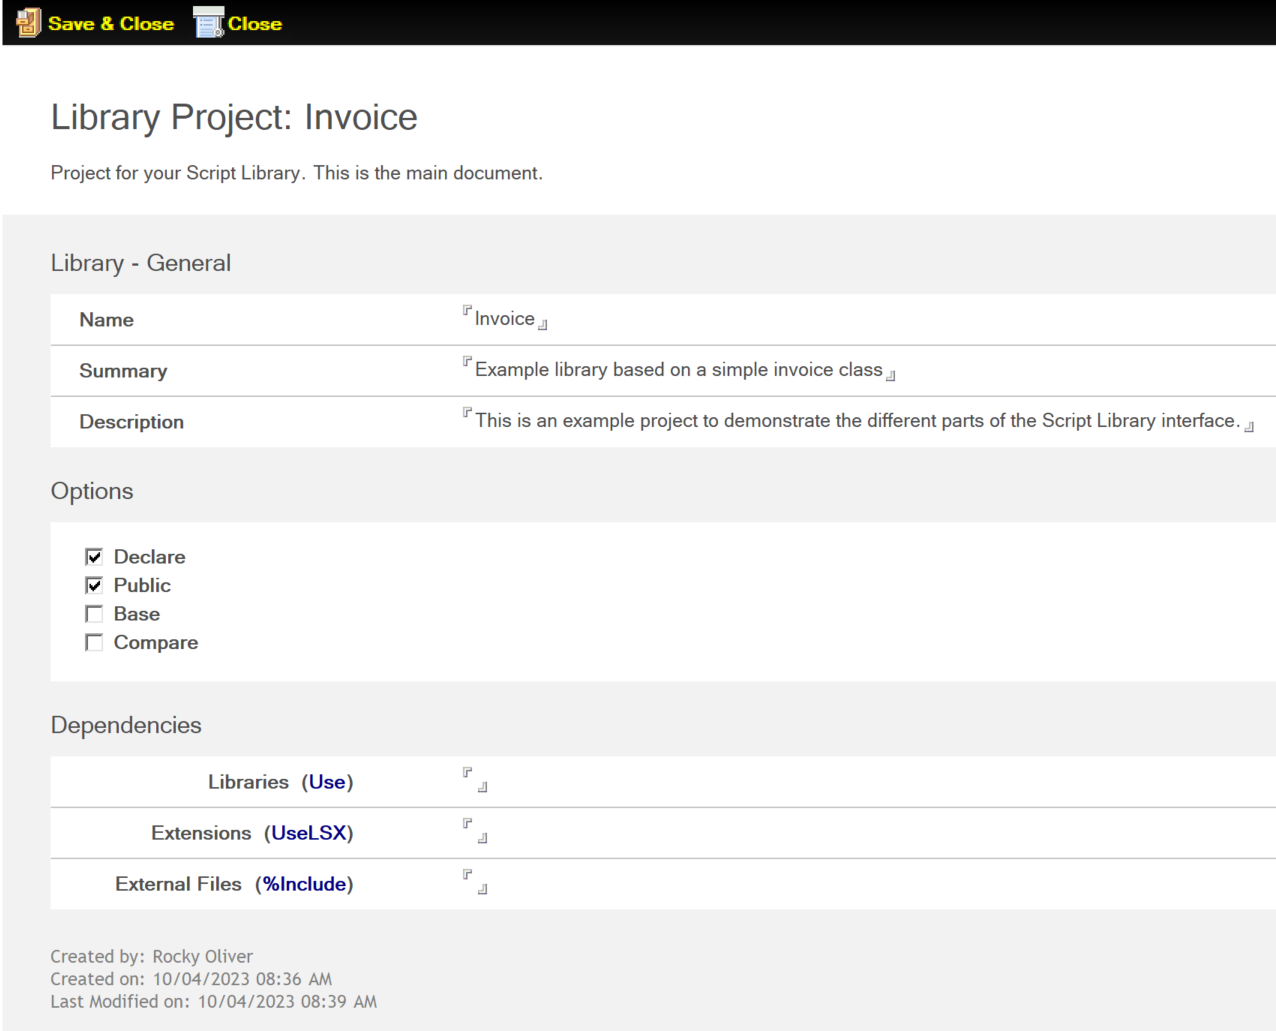 Save & Close Close
Library Project: Invoice
Project for your Script Library. This is the main document.
Library - General
Name Invoice
Summary Example library based on a simple invoice class
Description This is an example project to demonstrate the different parts of the Script Library interface.
Options
Declare
Public
Base
Compare
Dependencies
Libraries (Use)
Extensions (UseLSX)
External Files (%Include)
Created by: Rocky Oliver
Created on: 10/04/2023 08:36 AM
Last Modified on: 10/04/2023 08:39 AM